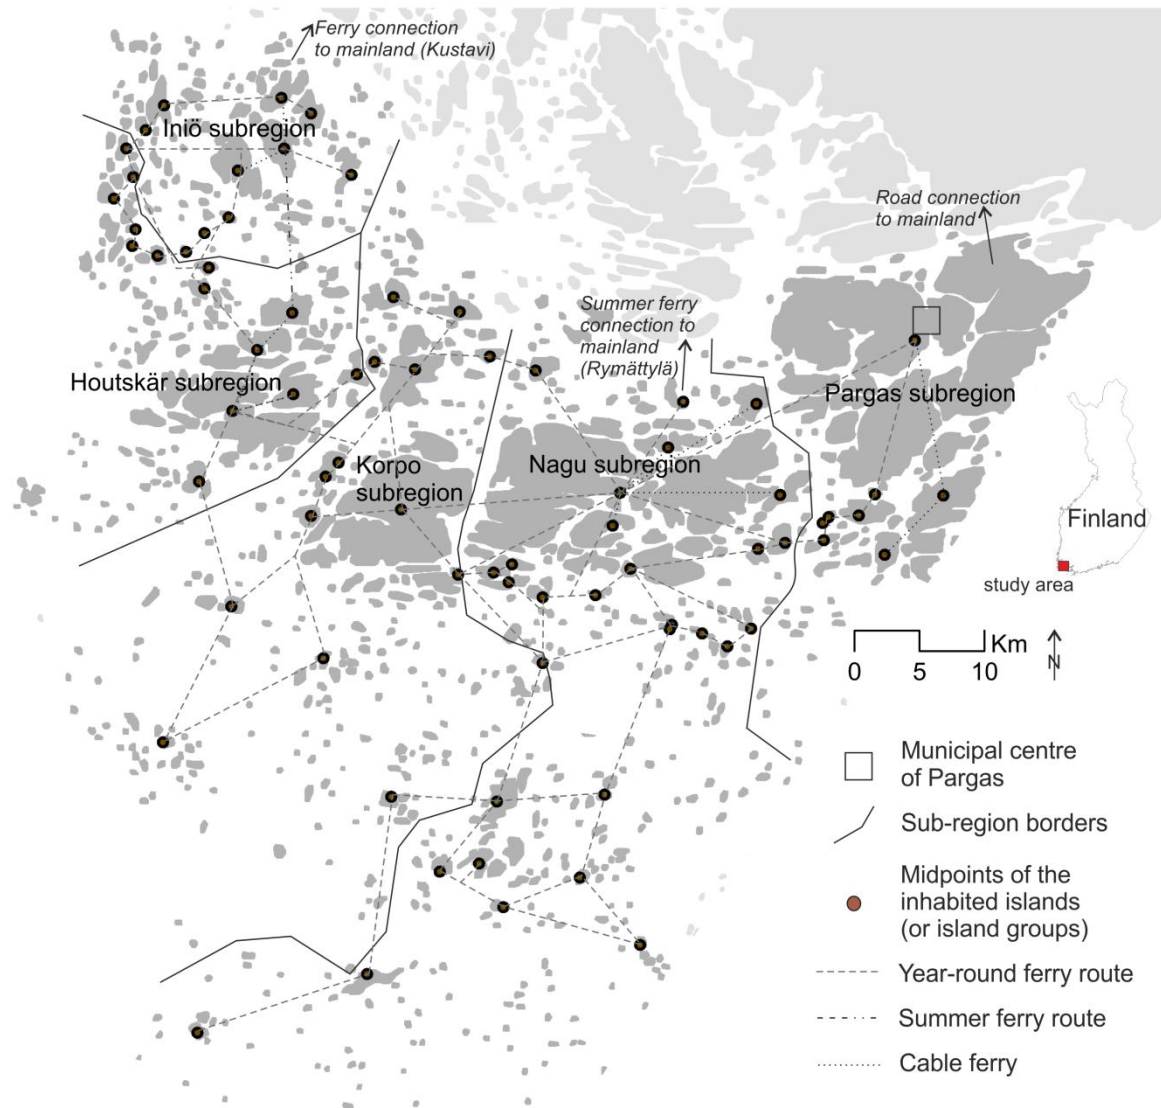 Ferry connection
to mainland (Kustavi)
Iniö subregion
Road connection
to mainland
Summer ferry
connection to
mainland
(Rymättylä)
Houtskär subregion
Pargas subregion
Korpo
subregion
Nagu subregion
Finland
study area
Km
N
0 5 10
Municipal centre
of Pargas
Sub-region borders
Midpoints of the
inhabited islands
(or island groups)
Year-round ferry route
Summer ferry route
Cable ferry